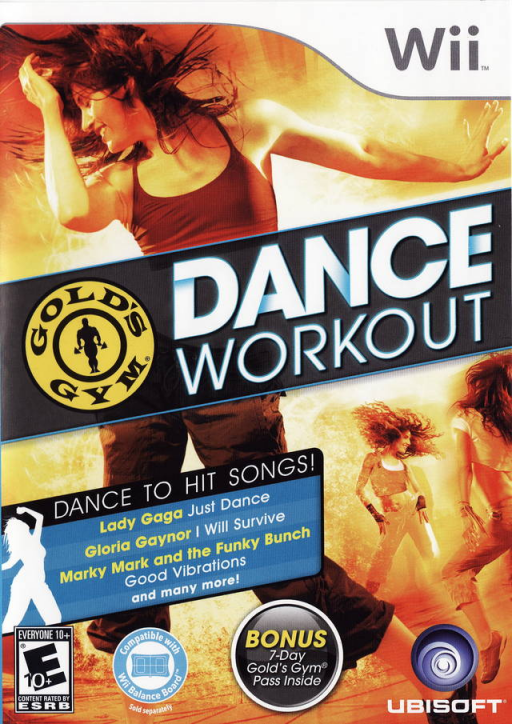 Wii™
DANCE
WORKOUT
GOLD'S
GYM®
DANCE TO HIT SONGS!
Lady Gaga Just Dance
Gloria Gaynor I Will Survive
Marky Mark and the Funky Bunch
Good Vibrations
and many more!
EVERYONE 10+
E
10+
CONTENT RATED BY
ESRB
Compatible with
Wii Balance Board™
Sold separately
BONUS
7-Day
Gold's Gym®
Pass Inside
UBISOFT